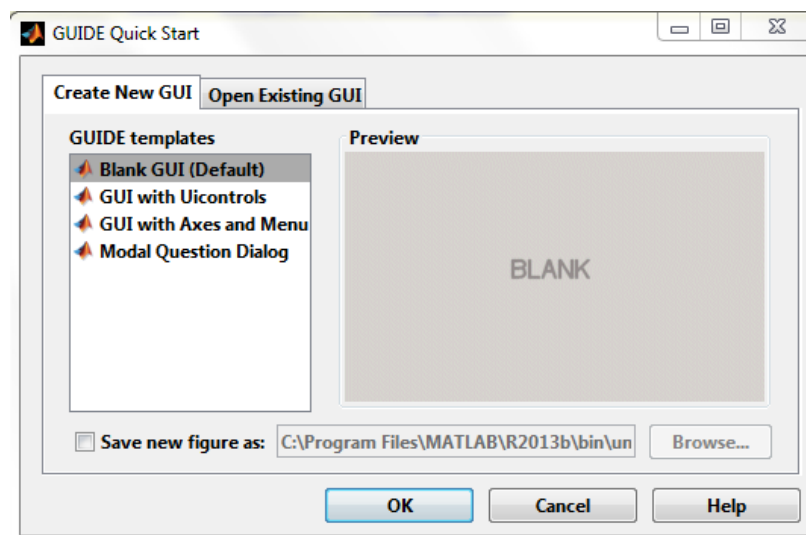 GUIDE Quick Start
Create New GUI
Open Existing GUI
GUIDE templates
Blank GUI (Default)
GUI with Uicontrols
GUI with Axes and Menu
Modal Question Dialog
Preview
BLANK
Save new figure as:
C:\Program Files\MATLAB\R2013b\bin\un
Browse...
OK
Cancel
Help